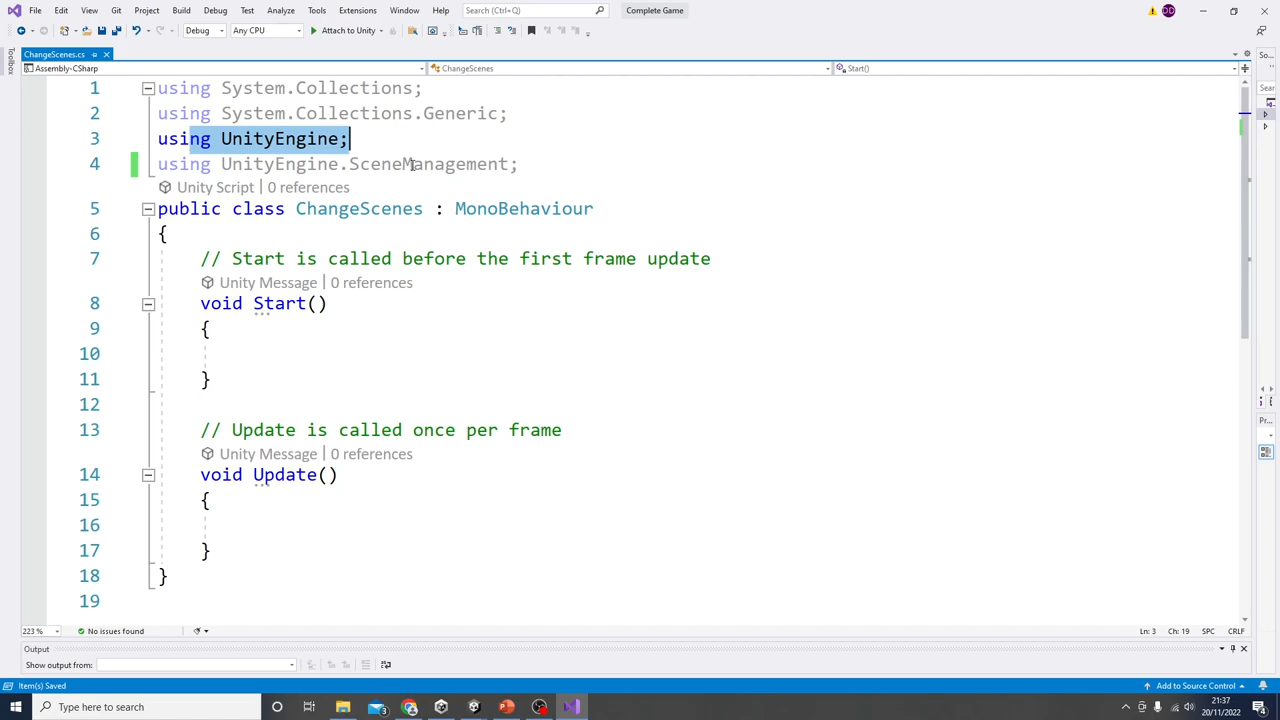 File Edit View Git Project Build Debug Test Analyze Tools Extensions Window Help Search (Ctrl+Q) Complete Game DD
Debug Any CPU Attach to Unity
ChangeScenes.cs
Assembly-CSharp ChangeScenes Start()
Toolbox
So...
Sear
Pr...
1 using System.Collections;
2 using System.Collections.Generic;
3 using UnityEngine;
4 using UnityEngine.SceneManagement;
Unity Script | 0 references
5 public class ChangeScenes : MonoBehaviour
6 {
7 // Start is called before the first frame update
Unity Message | 0 references
8 void Start()
9 {
10
11 }
12
13 // Update is called once per frame
Unity Message | 0 references
14 void Update()
15 {
16
17 }
18 }
19
223 % No issues found Ln: 3 Ch: 19 SPC CRLF
Output
Show output from:
Item(s) Saved Add to Source Control
Type here to search
21:37
20/11/2022